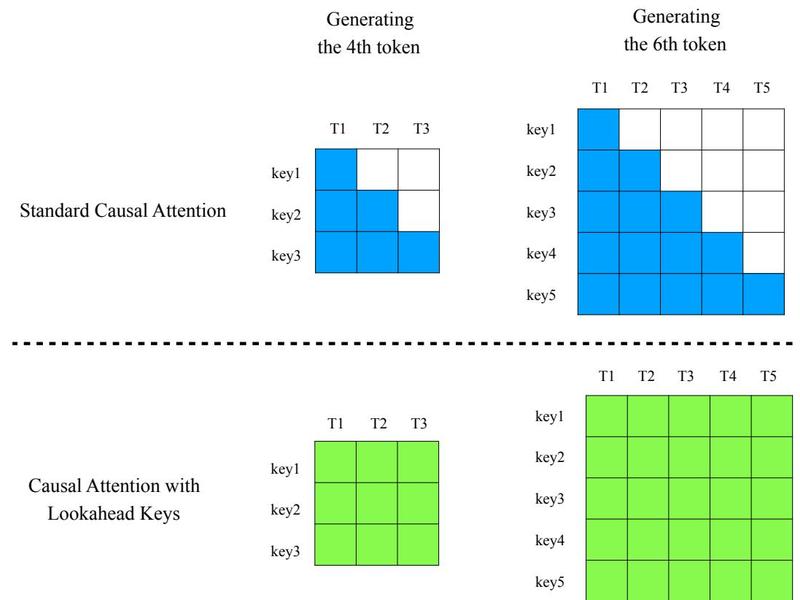 Generating
the 4th token
Generating
the 6th token
T1 T2 T3 T4 T5
T1 T2 T3
key1
key2
key3
key1
key2
key3
key4
key5
Standard Causal Attention
T1 T2 T3 T4 T5
T1 T2 T3
key1
key2
key3
key1
key2
key3
key4
key5
Causal Attention with
Lookahead Keys